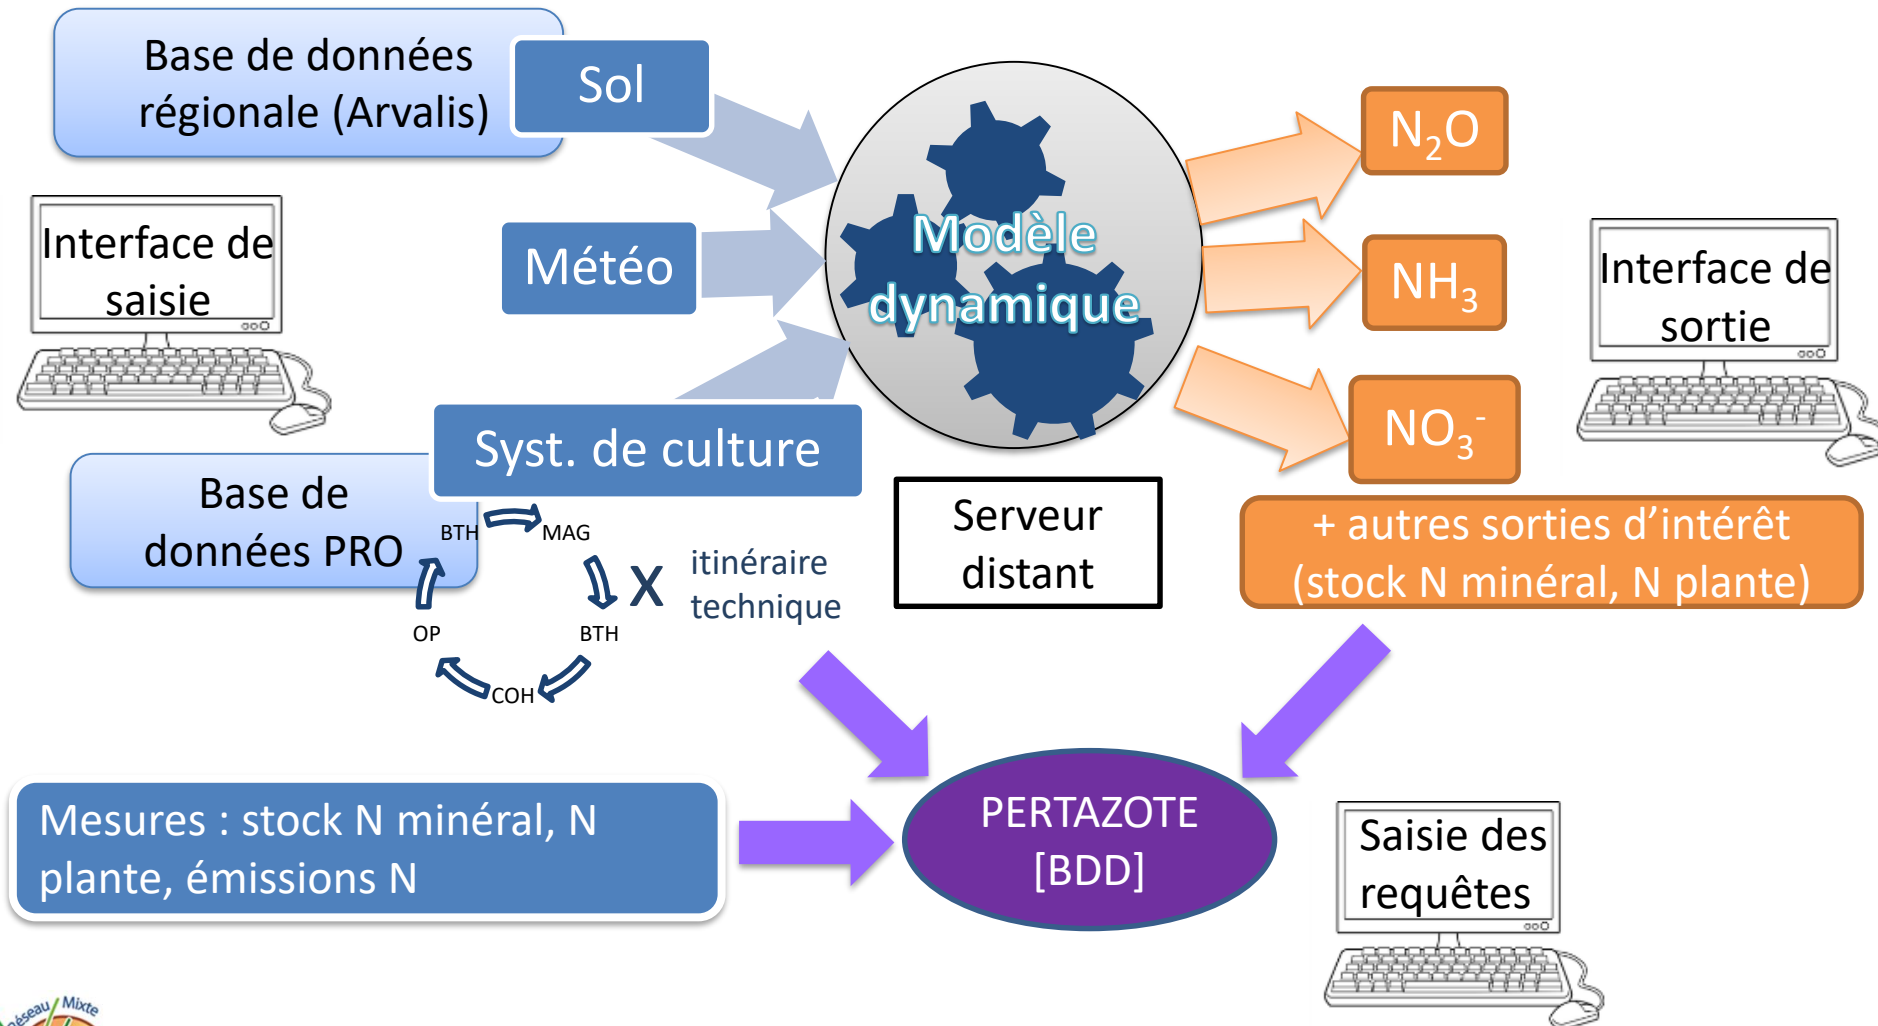 Base de données
régionale (Arvalis)
Sol
Interface de
saisie
Météo
Modèle
dynamique
N₂O
NH₃
NO₃⁻
Interface de
sortie
Syst. de culture
Base de
données PRO
BTH
MAG
BTH
COH
OP
X
itinéraire
technique
Serveur
distant
+ autres sorties d’intérêt
(stock N minéral, N plante)
Mesures : stock N minéral, N
plante, émissions N
PERTAZOTE
[BDD]
Saisie des
requêtes
Mixte